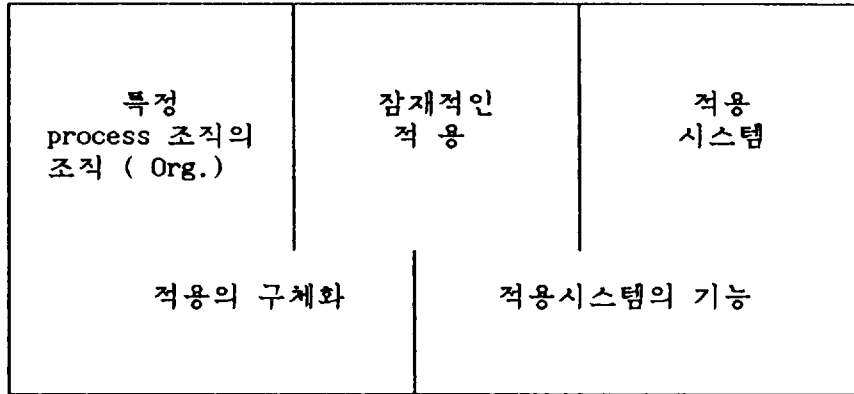 특정
process 조직의
조직 ( Org.)
잠재적인
적 용
적용
시스템
적용의 구체화
적용시스템의 기능